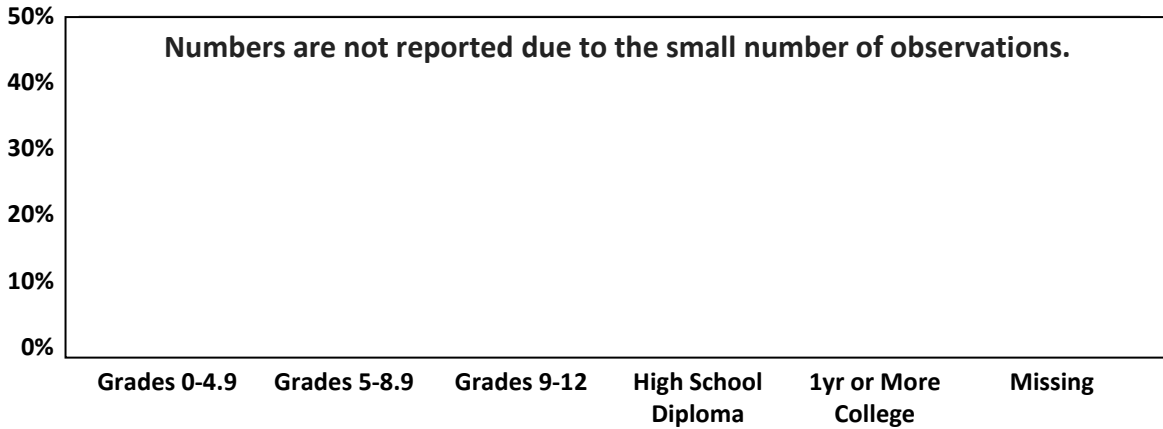 50%
Numbers are not reported due to the small number of observations.
40%
30%
20%
10%
0%
Grades 0-4.9 Grades 5-8.9 Grades 9-12 High School 1yr or More Missing
Diploma College